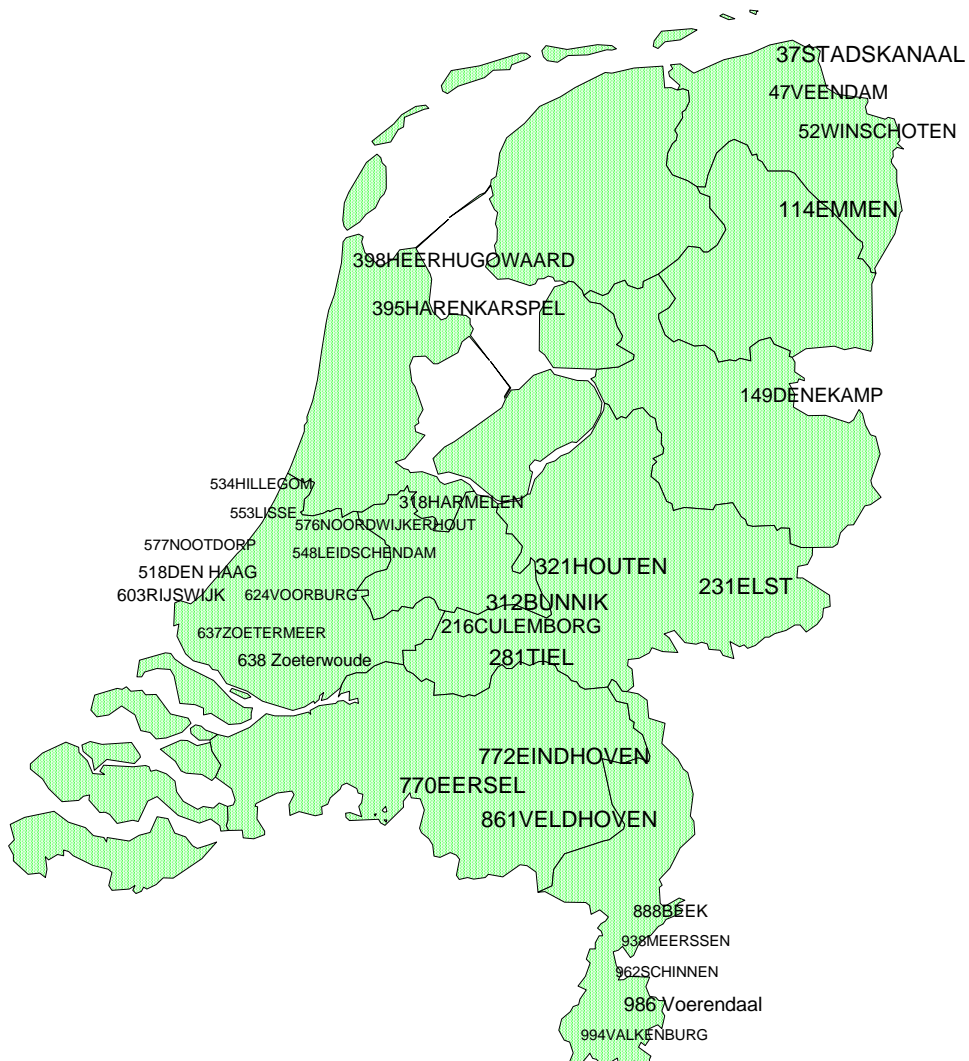 37STADSKANAAL
47VEENDAM
52WINSCHOTEN
114EMMEN
398HEERHUGOWAARD
395HARENKARSPEL
149DENEKAMP
534HILLEGOM
318HARMELEN
553LISSE
576NOORDWIJKERHOUT
577NOOTDORP
548LEIDSCHENDAM
321HOUTEN
518DEN HAAG
231ELST
603RIJSWIJK
624VOORBURG
312BUNNIK
216CULEMBORG
637ZOETERMEER
638 Zoeterwoude
281TIEL
772EINDHOVEN
770EERSEL
861VELDHOVEN
888BEEK
938MEERSSEN
962SCHINNEN
986 Voerendaal
994VALKENBURG